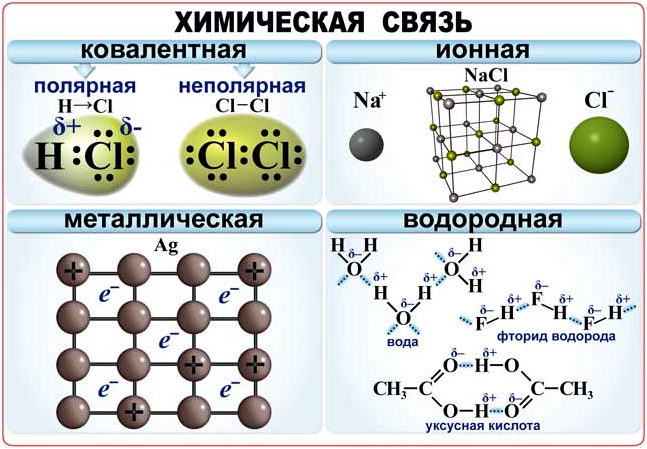 ХИМИЧЕСКАЯ СВЯЗЬ
ковалентная
полярная
H→Cl
δ+ δ-
H :Cl:
неполярная
Cl–Cl
:Cl:Cl:
ионная
NaCl
Na⁺
Cl⁻
металлическая
Ag
+ +
e⁻ e⁻
e⁻
+ +
e⁻ e⁻
+
водородная
H H H
δ– O δ– O
δ+ δ+
H H H
δ– O
вода
δ– F δ+
δ– F H H δ– F H δ+
фторид водорода
δ– δ+
O H–O
CH₃–C C–CH₃
δ+ δ–
O–H O
уксусная кислота